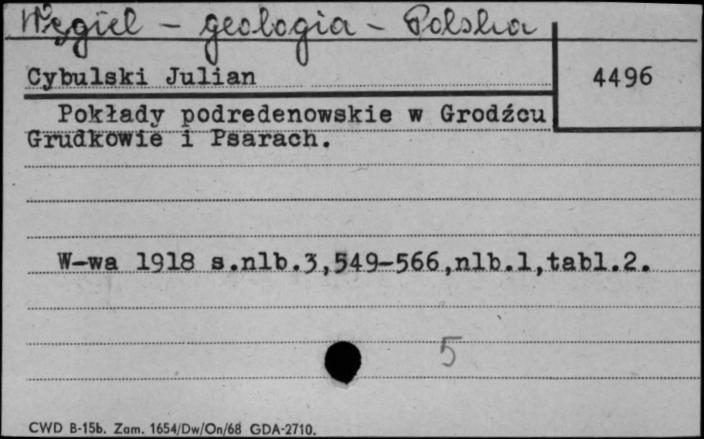 Węgiel - geologia - Polska
Cybulski Julian
4496
Pokłady podredenowskie w Grodźcu
Grudkowie i Psarach.
W-wa 1918 s.nlb.3,549-566,nlb.1,tabl.2.
5
CWD B-15b. Zam. 1654/Dw/On/68 GDA-2710.